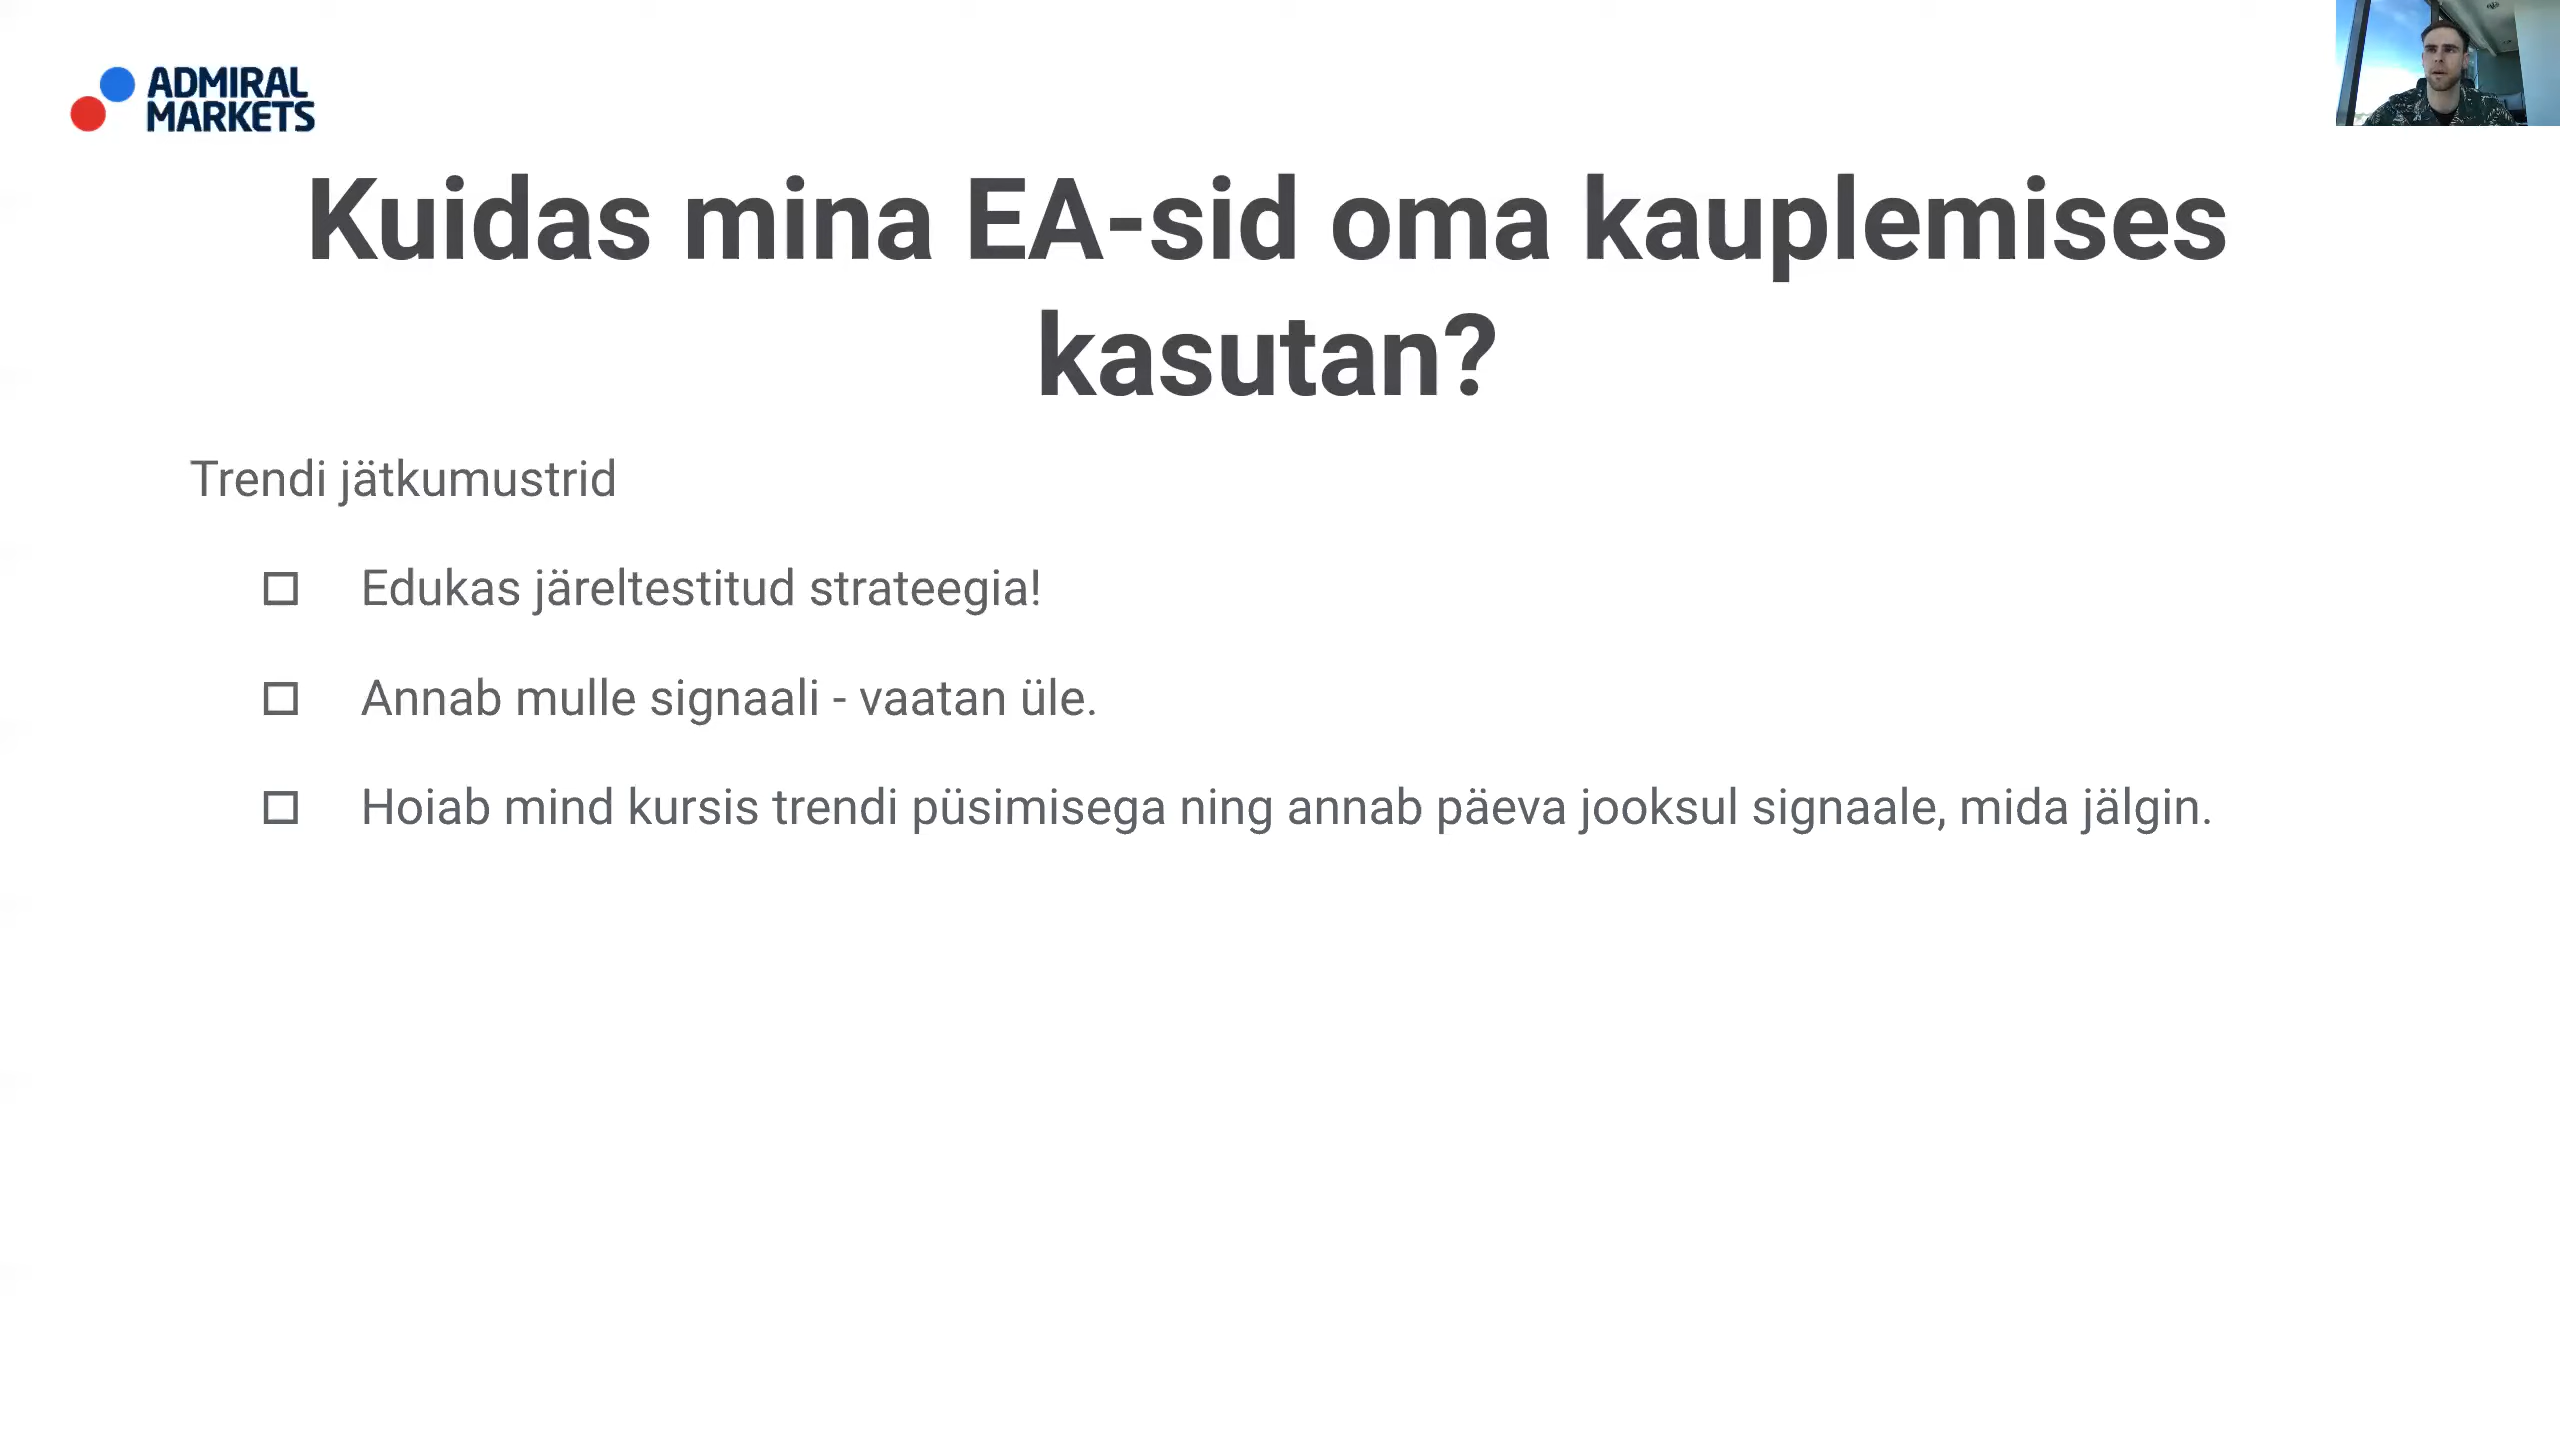 ADMIRAL
MARKETS
Kuidas mina EA-sid oma kauplemises
kasutan?
Trendi jätkumustrid
Edukas järeltestitud strateegia!
Annab mulle signaali - vaatan üle.
Hoiab mind kursis trendi püsimisega ning annab päeva jooksul signaale, mida jälgin.